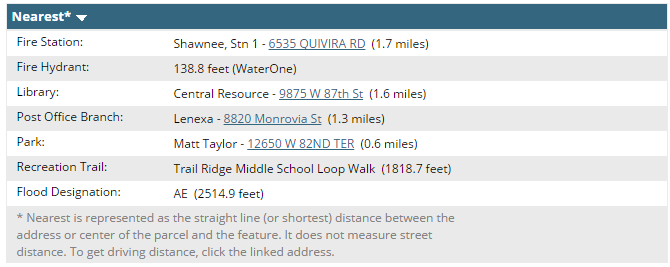 Nearest*
Fire Station: Shawnee, Stn 1 - 6535 QUIVIRA RD (1.7 miles)
Fire Hydrant: 138.8 feet (WaterOne)
Library: Central Resource - 9875 W 87th St (1.6 miles)
Post Office Branch: Lenexa - 8820 Monrovia St (1.3 miles)
Park: Matt Taylor - 12650 W 82ND TER (0.6 miles)
Recreation Trail: Trail Ridge Middle School Loop Walk (1818.7 feet)
Flood Designation: AE (2514.9 feet)
* Nearest is represented as the straight line (or shortest) distance between the
address or center of the parcel and the feature. It does not measure street
distance. To get driving distance, click the linked address.